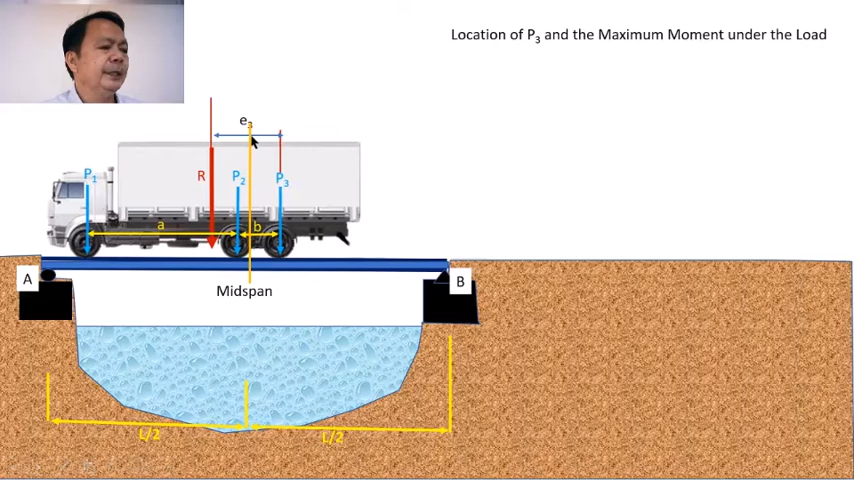 Location of P3 and the Maximum Moment under the Load
e3
P1
R
P2
P3
a
b
A
B
Midspan
L/2
L/2